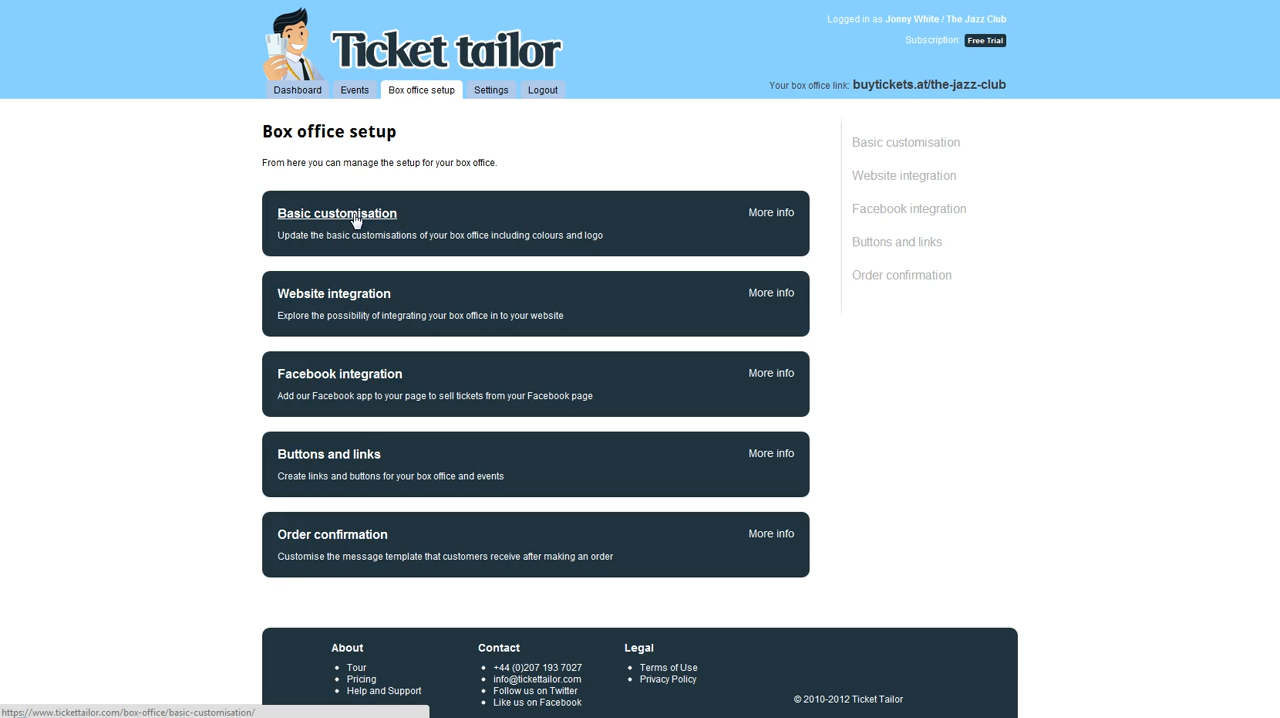 Logged in as Jonny White / The Jazz Club
Ticket tailor
Subscription: Free Trial
Dashboard Events Box office setup Settings Logout
Your box office link: buytickets.at/the-jazz-club
Box office setup
From here you can manage the setup for your box office.
Basic customisation More info
Update the basic customisations of your box office including colours and logo
Website integration More info
Explore the possibility of integrating your box office in to your website
Facebook integration More info
Add our Facebook app to your page to sell tickets from your Facebook page
Buttons and links More info
Create links and buttons for your box office and events
Order confirmation More info
Customise the message template that customers receive after making an order
Basic customisation
Website integration
Facebook integration
Buttons and links
Order confirmation
About
Tour
Pricing
Help and Support
Contact
+44 (0)207 193 7027
info@tickettailor.com
Follow us on Twitter
Like us on Facebook
Legal
Terms of Use
Privacy Policy
© 2010-2012 Ticket Tailor
https://www.tickettailor.com/box-office/basic-customisation/